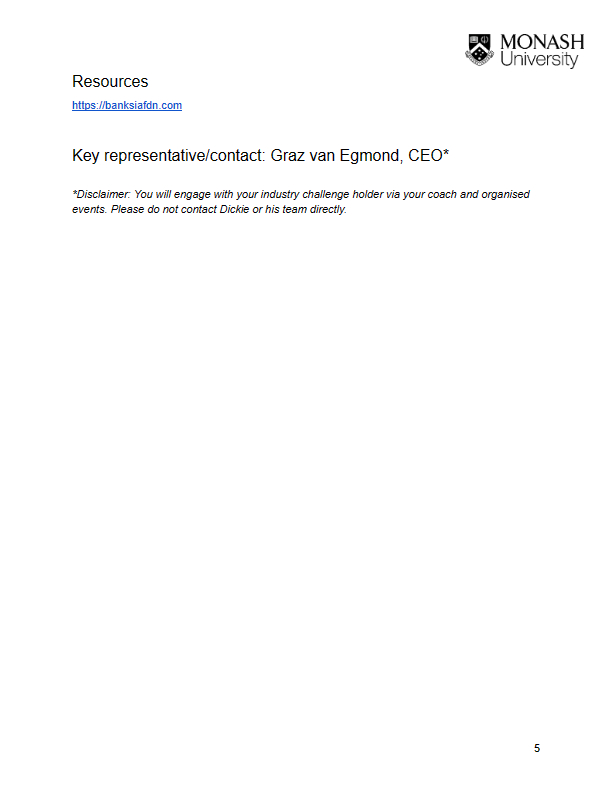 MONASH
University
Resources
https://banksiafdn.com
Key representative/contact: Graz van Egmond, CEO*
*Disclaimer: You will engage with your industry challenge holder via your coach and organised
events. Please do not contact Dickie or his team directly.
5